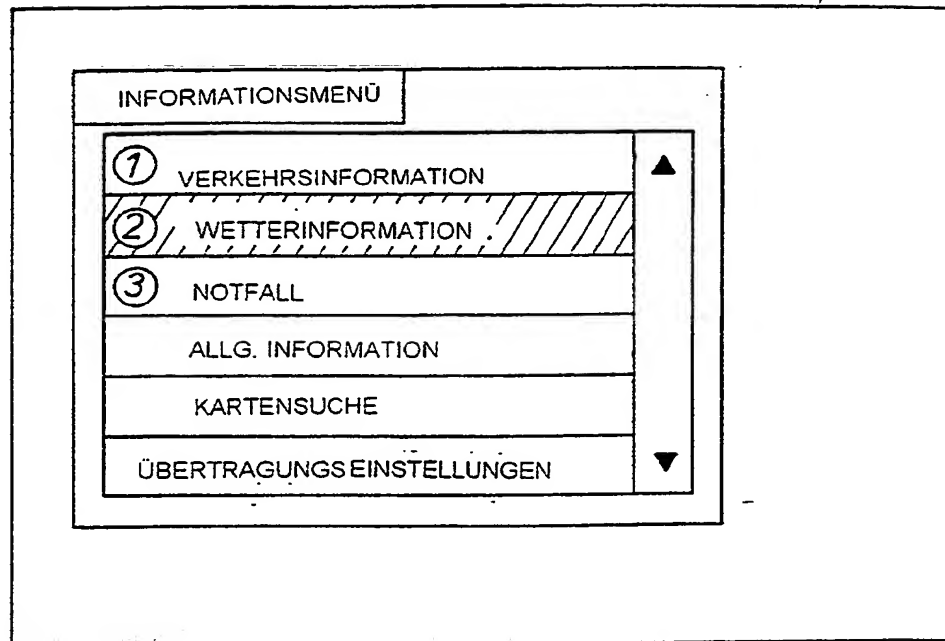 INFORMATIONSMENÜ
① VERKEHRSINFORMATION
② WETTERINFORMATION
③ NOTFALL
ALLG. INFORMATION
KARTENSUCHE
ÜBERTRAGUNGSEINSTELLUNGEN